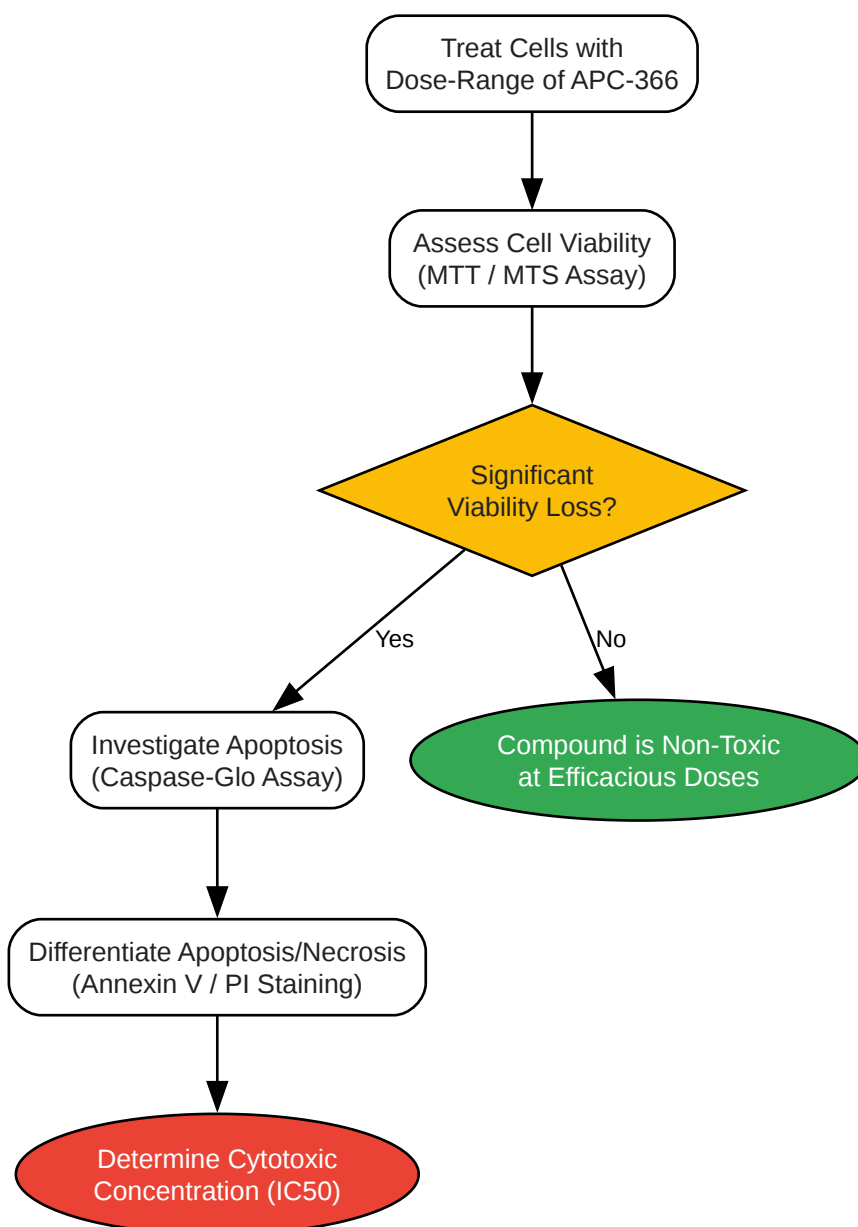 Treat Cells with
Dose-Range of APC-366
Assess Cell Viability
(MTT / MTS Assay)
Significant
Viability Loss?
Yes
No
Investigate Apoptosis
(Caspase-Glo Assay)
Compound is Non-Toxic
at Efficacious Doses
Differentiate Apoptosis/Necrosis
(Annexin V / PI Staining)
Determine Cytotoxic
Concentration (IC50)